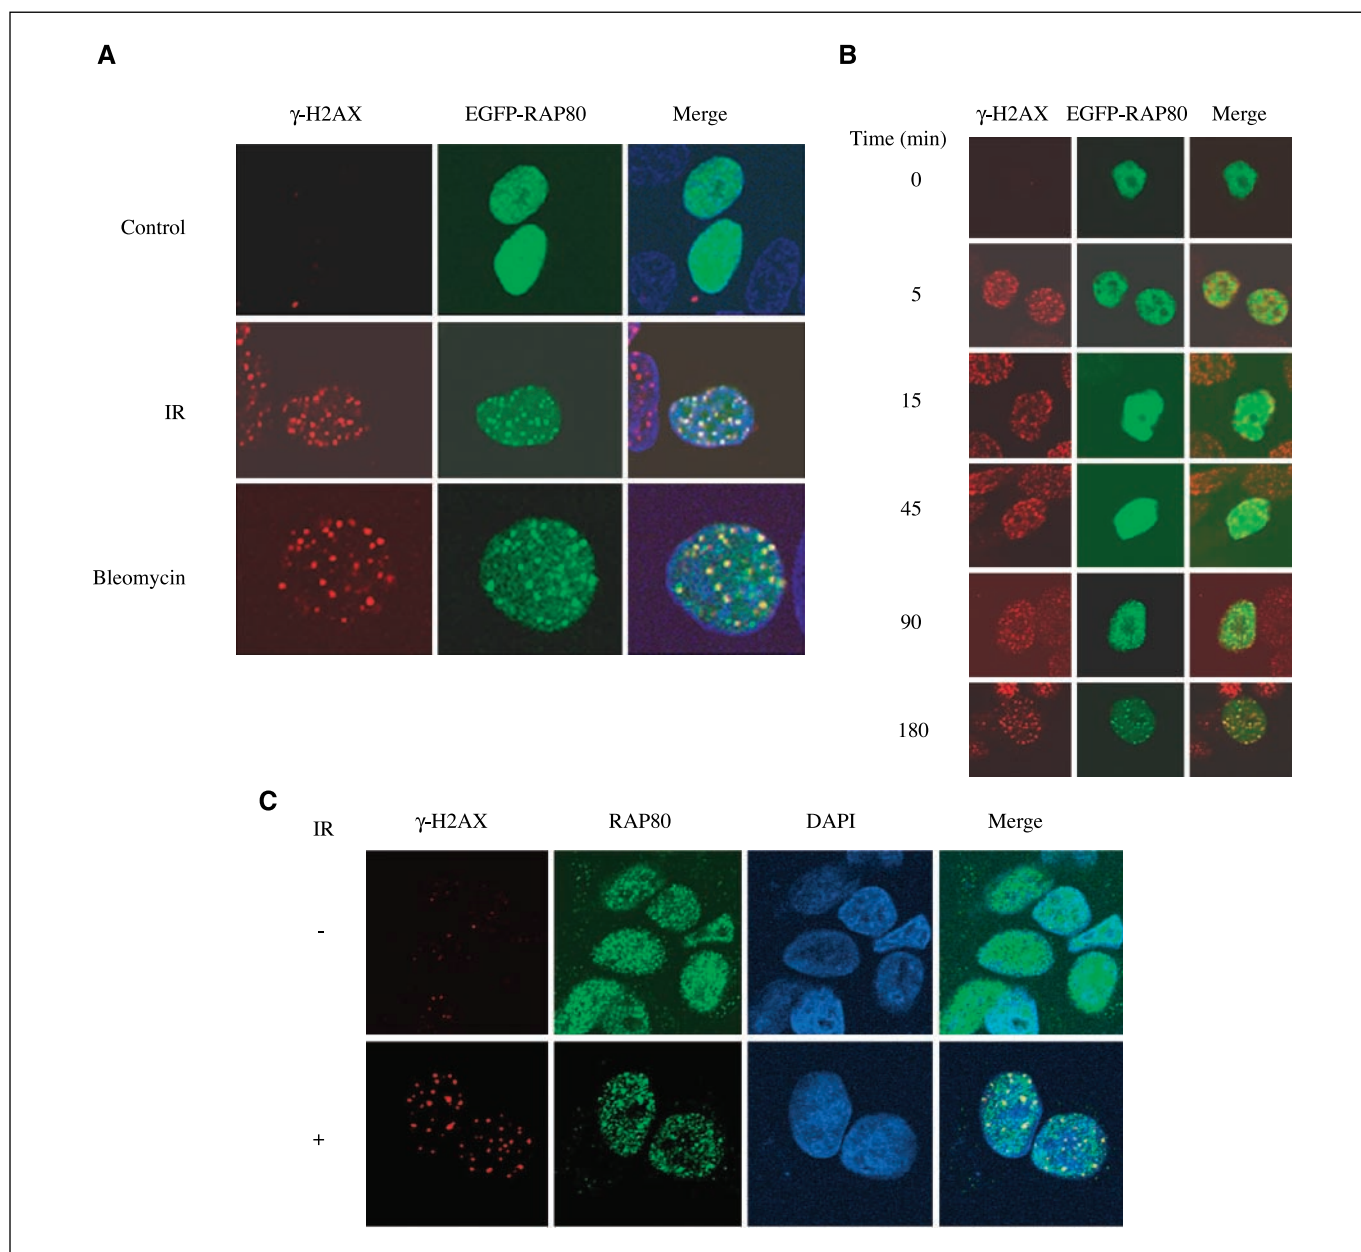 A
γ-H2AX EGFP-RAP80 Merge
Control
IR
Bleomycin
B
γ-H2AX EGFP-RAP80 Merge
Time (min)
0
5
15
45
90
180
C
IR γ-H2AX RAP80 DAPI Merge
-
+